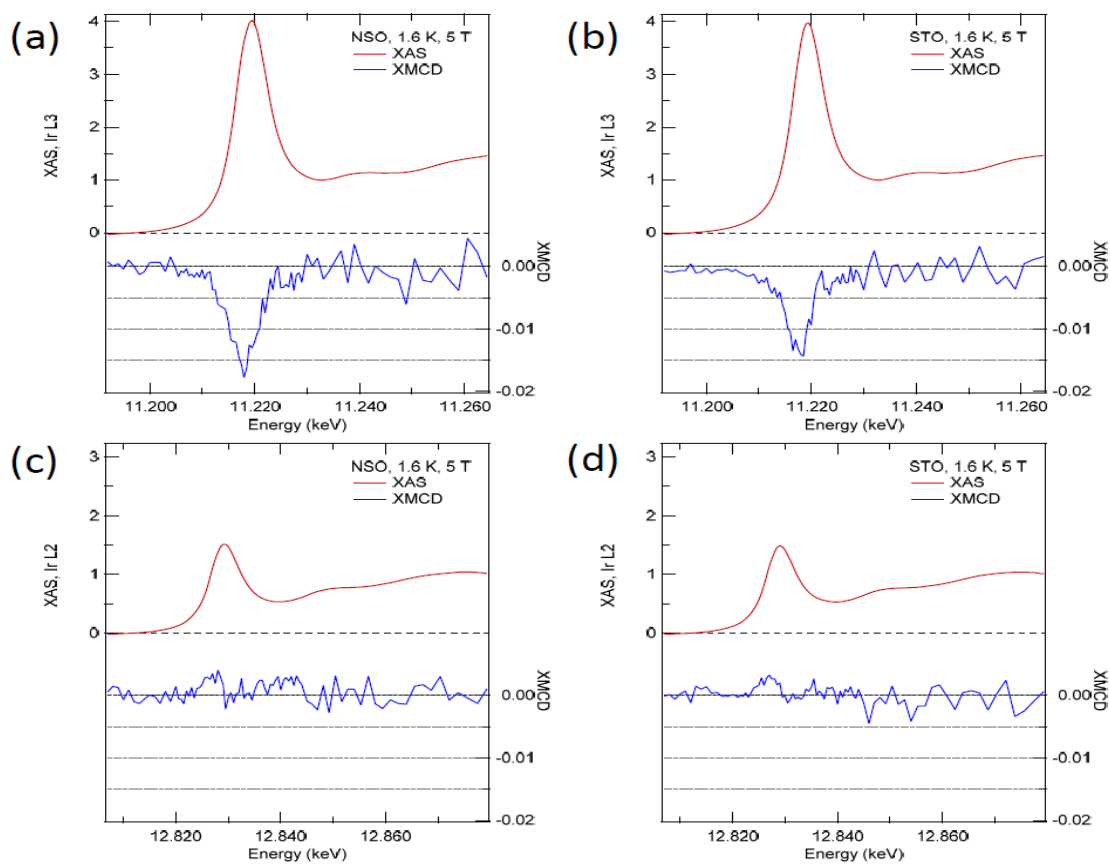 (a)
NSO, 1.6 K, 5 T
XAS
XMCD
4
3
2
1
0
XAS, Ir L3
0.00
-0.01
-0.02
XMCD
11.200
11.220
11.240
11.260
Energy (keV)
(b)
STO, 1.6 K, 5 T
XAS
XMCD
4
3
2
1
0
XAS, Ir L3
0.00
-0.01
-0.02
XMCD
11.200
11.220
11.240
11.260
Energy (keV)
(c)
NSO, 1.6 K, 5 T
XAS
XMCD
3
2
1
0
XAS, Ir L2
0.00
-0.01
-0.02
XMCD
12.820
12.840
12.860
Energy (keV)
(d)
STO, 1.6 K, 5 T
XAS
XMCD
3
2
1
0
XAS, Ir L2
0.00
-0.01
-0.02
XMCD
12.820
12.840
12.860
Energy (keV)